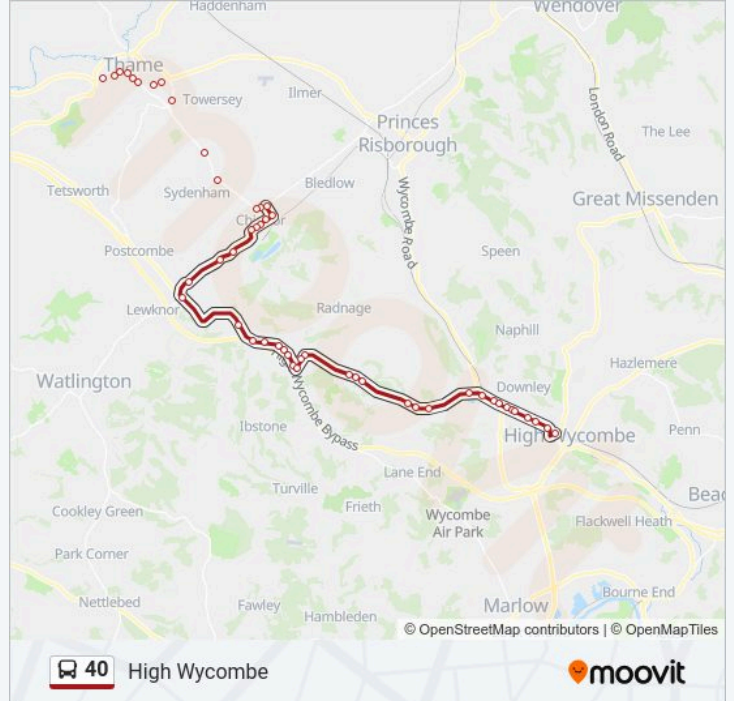 Haddenham
Wendover
Thame
Towersey
Ilmer
London Road
Princes
Risborough
The Lee
Tetsworth
Sydenham
Bledlow
Wycombe Road
Great Missenden
Postcombe
Speen
Lewknor
Radnage
Naphill
Hazlemere
Watlington
Downley
Wycombe Bypass
Ibstone
High Wycombe
Penn
Lane End
Turville
Beac
Frieth
Cookley Green
Wycombe
Air Park
Flackwell Heath
Park Corner
Nettlebed
Fawley
Hambleden
Marlow
Bourne End
© OpenStreetMap contributors | © OpenMapTiles
40 High Wycombe
moovit